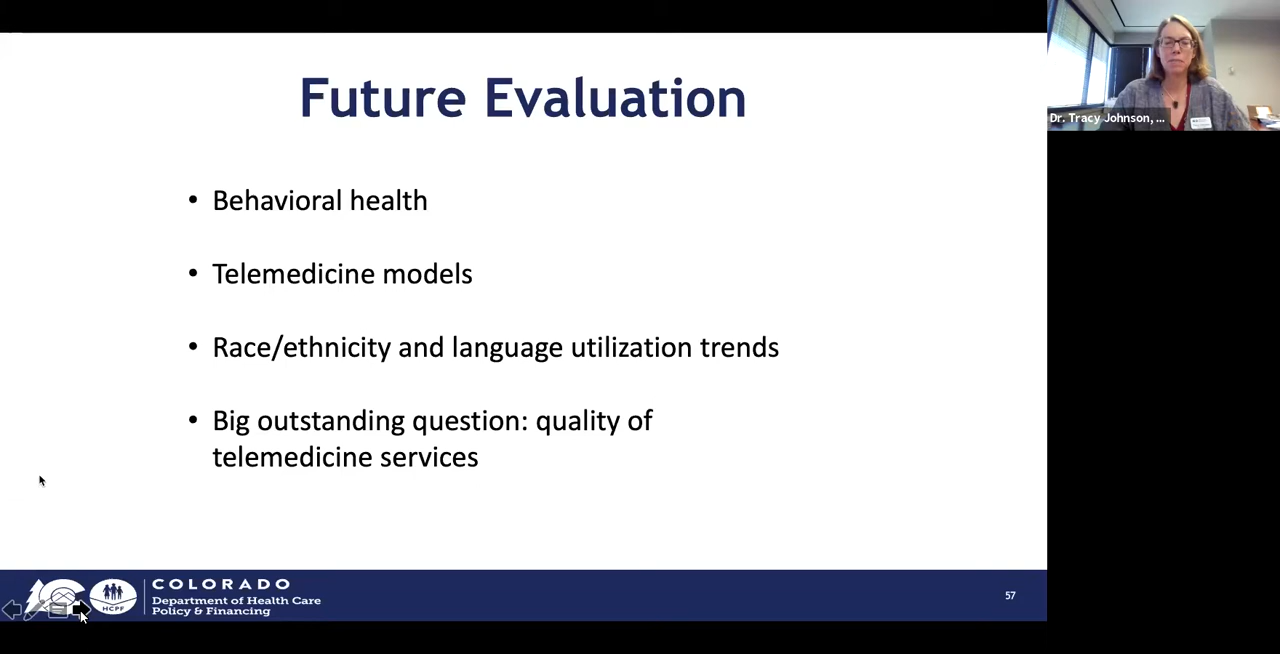 Future Evaluation
• Behavioral health
• Telemedicine models
• Race/ethnicity and language utilization trends
• Big outstanding question: quality of
telemedicine services
Dr. Tracy Johnson, ...
HCPF
COLORADO
Department of Health Care
Policy & Financing
57